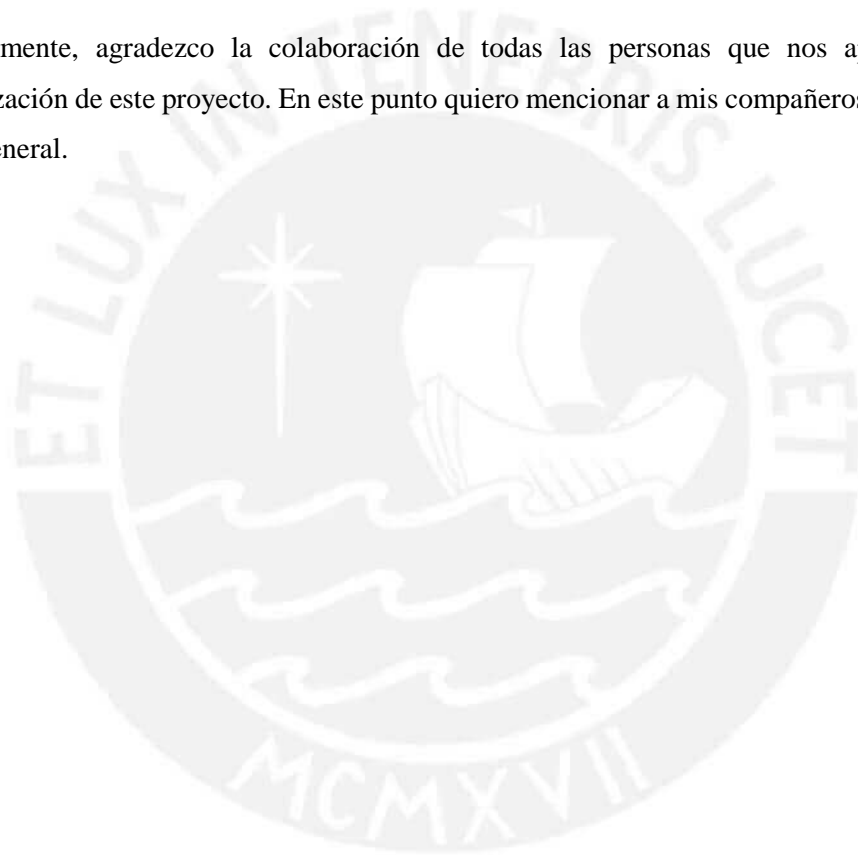 mente, agradezco la colaboración de todas las personas que nos
zación de este proyecto. En este punto quiero mencionar a mis compañeros
eneral.
ET LUX IN TENEBRIS LUCET
MCMXVII